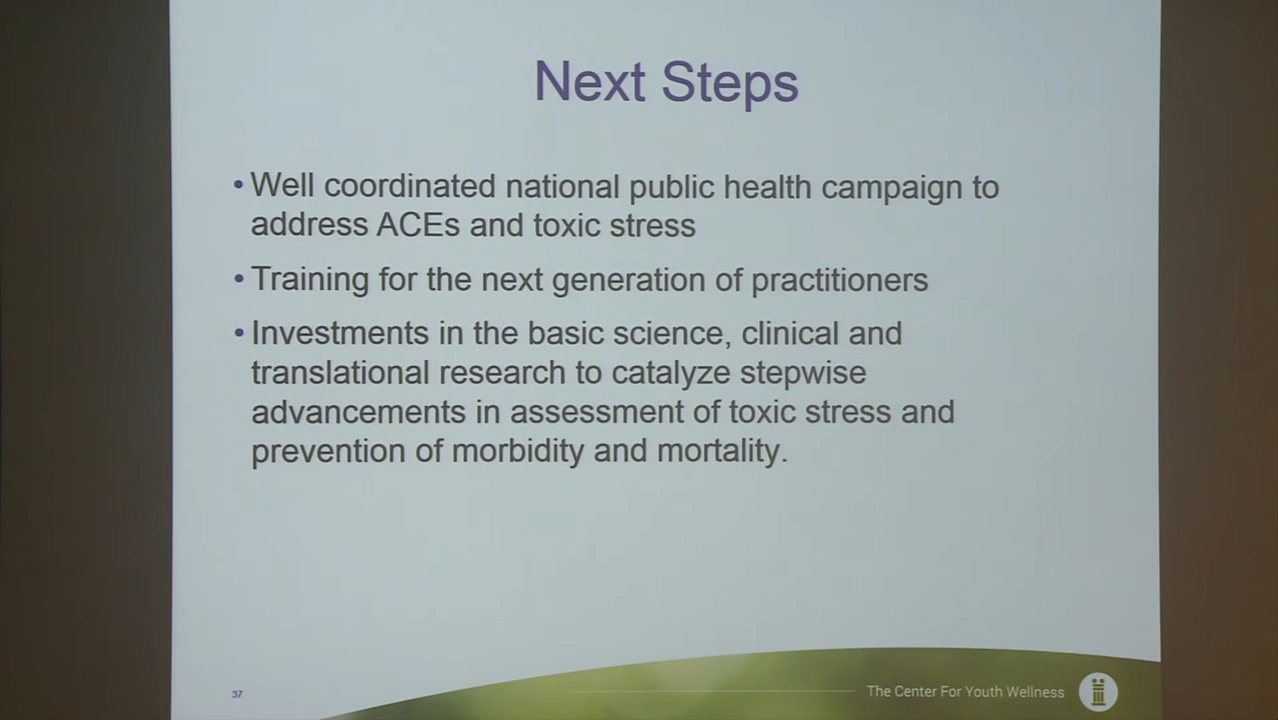 Next Steps
• Well coordinated national public health campaign to
address ACEs and toxic stress
• Training for the next generation of practitioners
• Investments in the basic science, clinical and
translational research to catalyze stepwise
advancements in assessment of toxic stress and
prevention of morbidity and mortality.
37
The Center For Youth Wellness